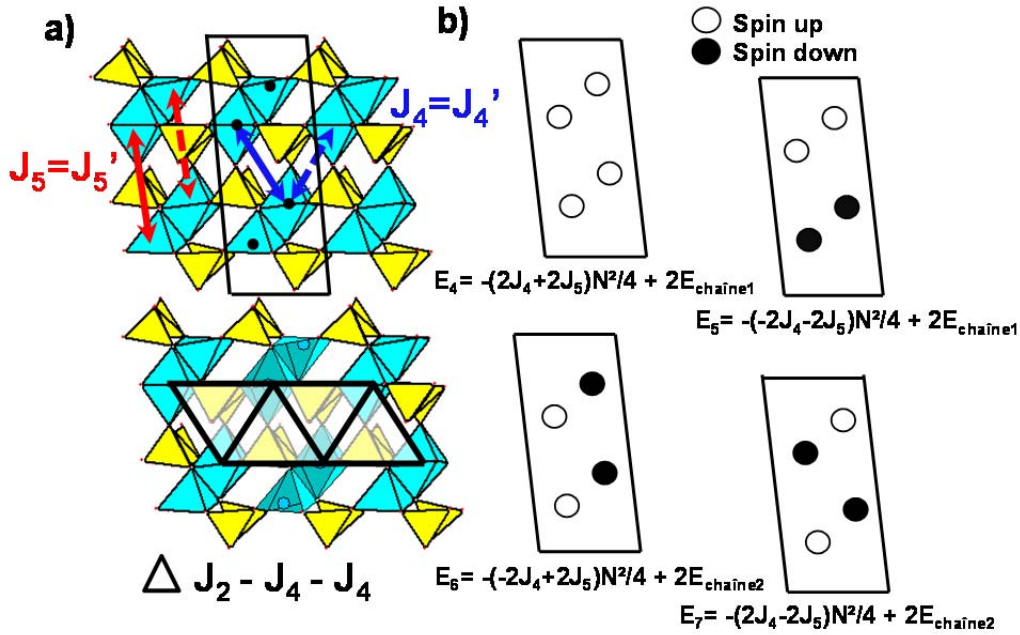 a)
J₄=J₄'
J₅=J₅'
△ J₂ - J₄ - J₄
b)
Spin up
Spin down
E₄= -(2J₄+2J₅)N²/4 + 2Echaîne1
E₅= -(-2J₄-2J₅)N²/4 + 2Echaîne1
E₆= -(-2J₄+2J₅)N²/4 + 2Echaîne2
E₇= -(2J₄-2J₅)N²/4 + 2Echaîne2